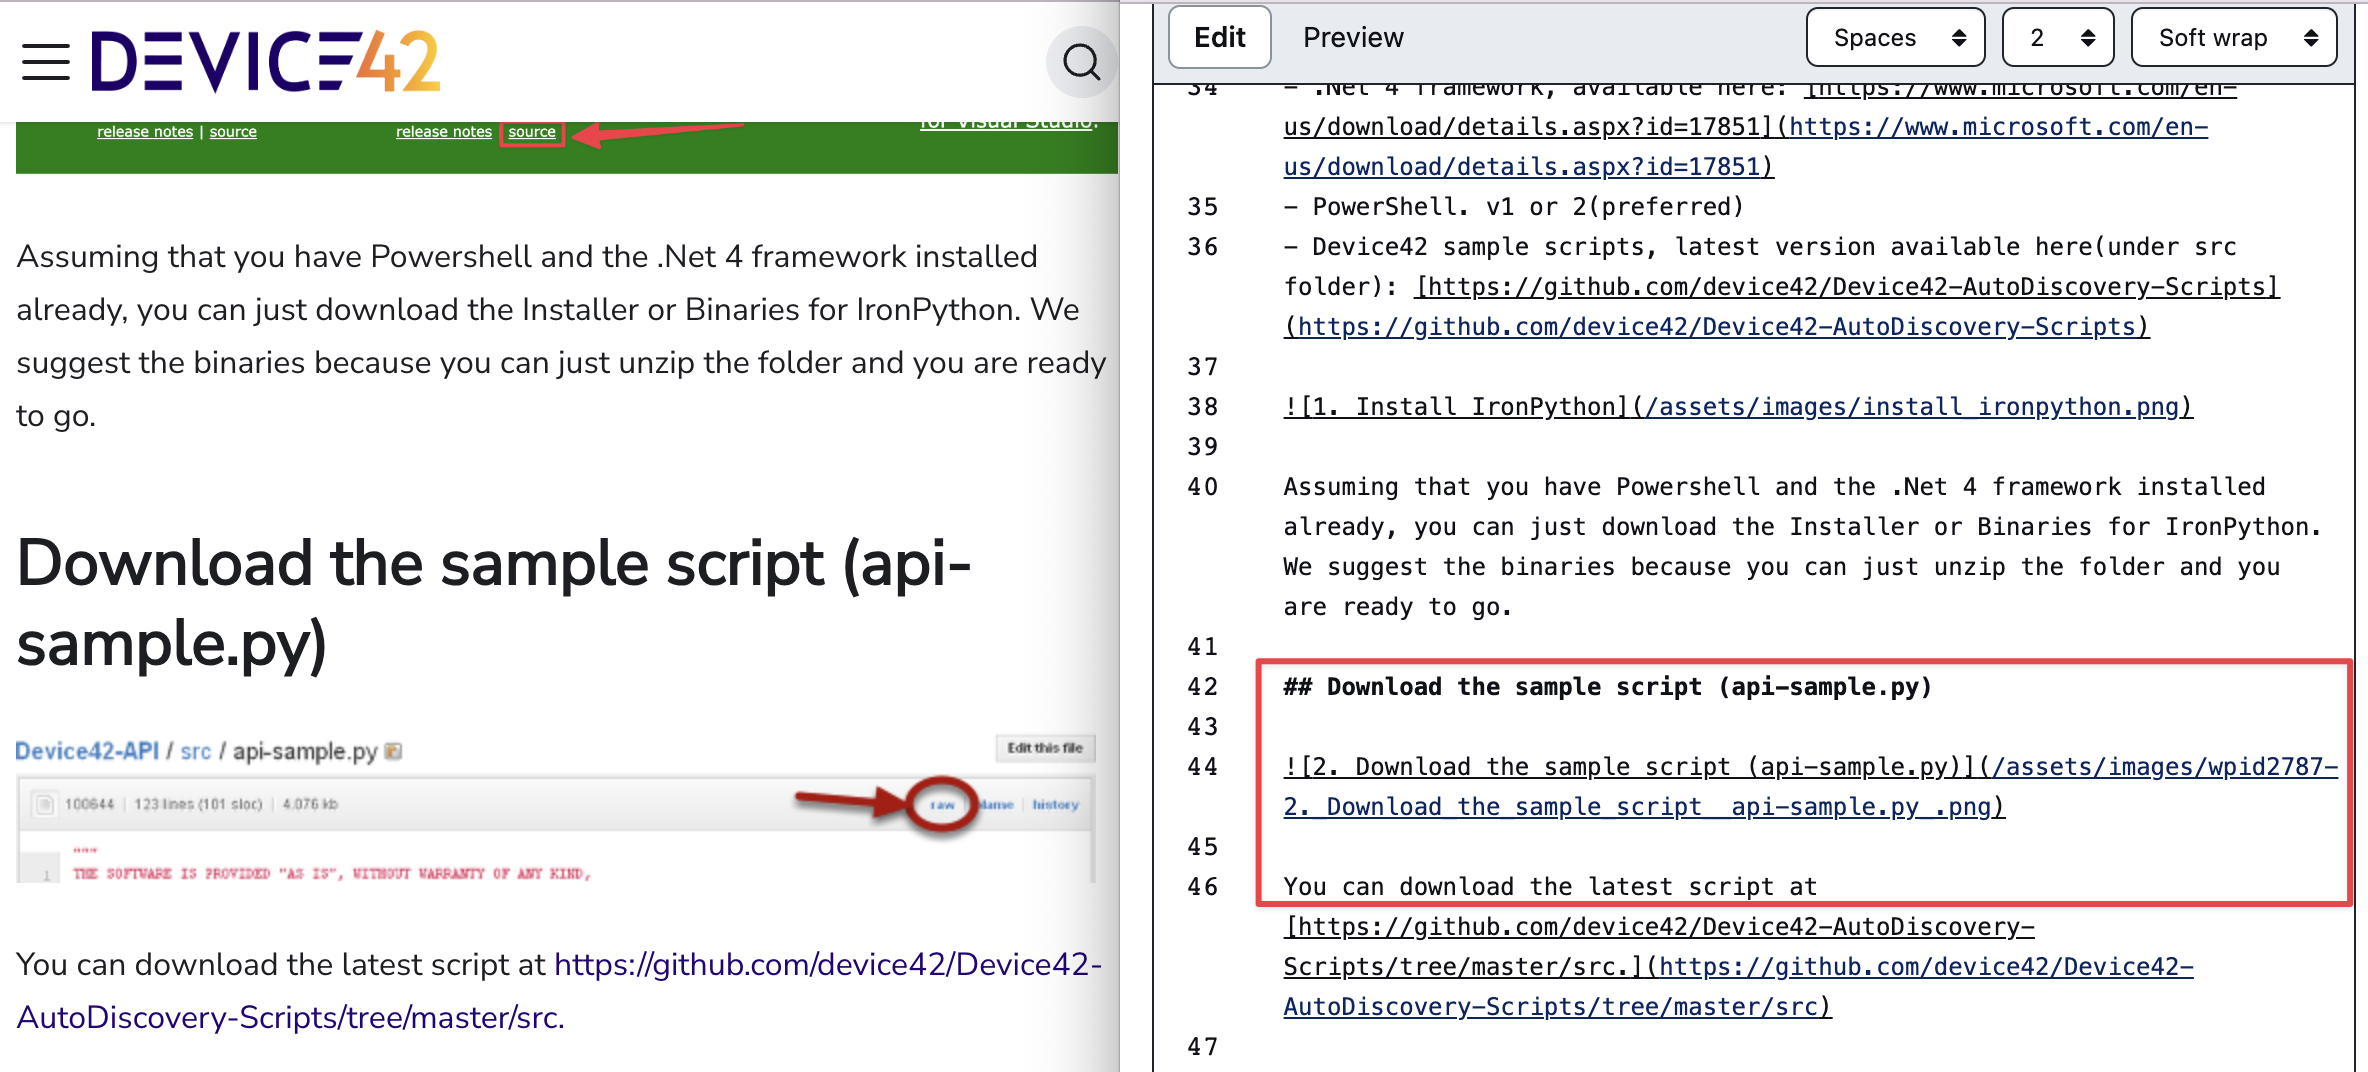 DEVICE42
release notes | source
release notes source
for Visual Studio.
Assuming that you have Powershell and the .Net 4 framework installed
already, you can just download the Installer or Binaries for IronPython. We
suggest the binaries because you can just unzip the folder and you are ready
to go.
Download the sample script (api-
sample.py)
Device42-API / src / api-sample.py
Edit this file
100644 | 123 lines (101 sloc) | 4.076 kb
raw blame | history
"""
1 THE SOFTWARE IS PROVIDED "AS IS", WITHOUT WARRANTY OF ANY KIND,
You can download the latest script at https://github.com/device42/Device42-
AutoDiscovery-Scripts/tree/master/src.
Edit Preview Spaces 2 Soft wrap
34 - .Net 4 framework, available here: [https://www.microsoft.com/en-
us/download/details.aspx?id=17851](https://www.microsoft.com/en-
us/download/details.aspx?id=17851)
35 - PowerShell. v1 or 2(preferred)
36 - Device42 sample scripts, latest version available here(under src
folder): [https://github.com/device42/Device42-AutoDiscovery-Scripts]
(https://github.com/device42/Device42-AutoDiscovery-Scripts)
37
38 ![1. Install IronPython](/assets/images/install_ironpython.png)
39
40 Assuming that you have Powershell and the .Net 4 framework installed
already, you can just download the Installer or Binaries for IronPython.
We suggest the binaries because you can just unzip the folder and you
are ready to go.
41
42 ## Download the sample script (api-sample.py)
43
44 ![2. Download the sample script (api-sample.py)](/assets/images/wpid2787-
2._Download_the_sample_script__api-sample.py_.png)
45
46 You can download the latest script at
[https://github.com/device42/Device42-AutoDiscovery-
Scripts/tree/master/src.](https://github.com/device42/Device42-
AutoDiscovery-Scripts/tree/master/src)
47